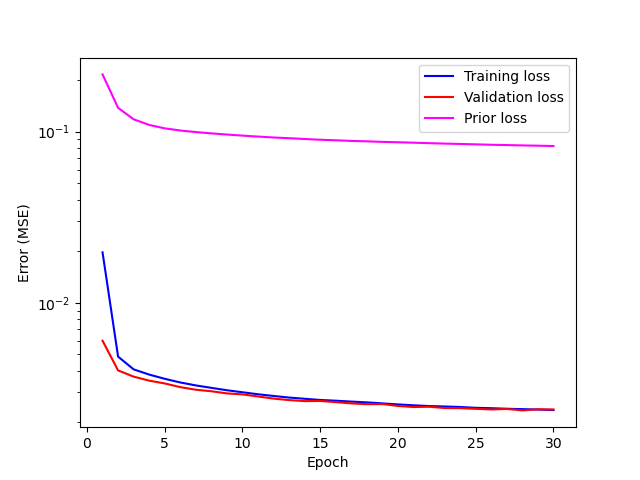 Training loss
Validation loss
Prior loss
10⁻¹
10⁻²
Error (MSE)
0 5 10 15 20 25 30
Epoch